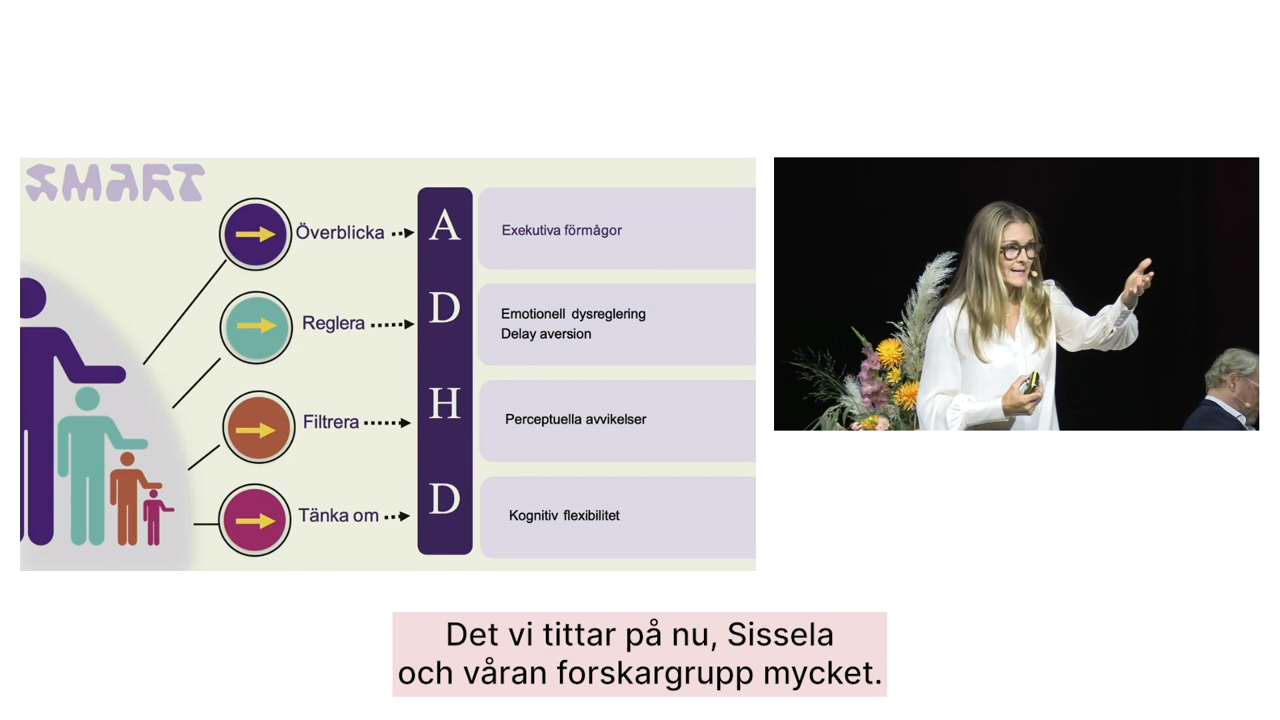 SMART
Överblicka
Reglera
Filtrera
Tänka om
A
D
H
D
Exekutiva förmågor
Emotionell dysreglering
Delay aversion
Perceptuella avvikelser
Kognitiv flexibilitet
Det vi tittar på nu, Sissela
och våran forskargrupp mycket.